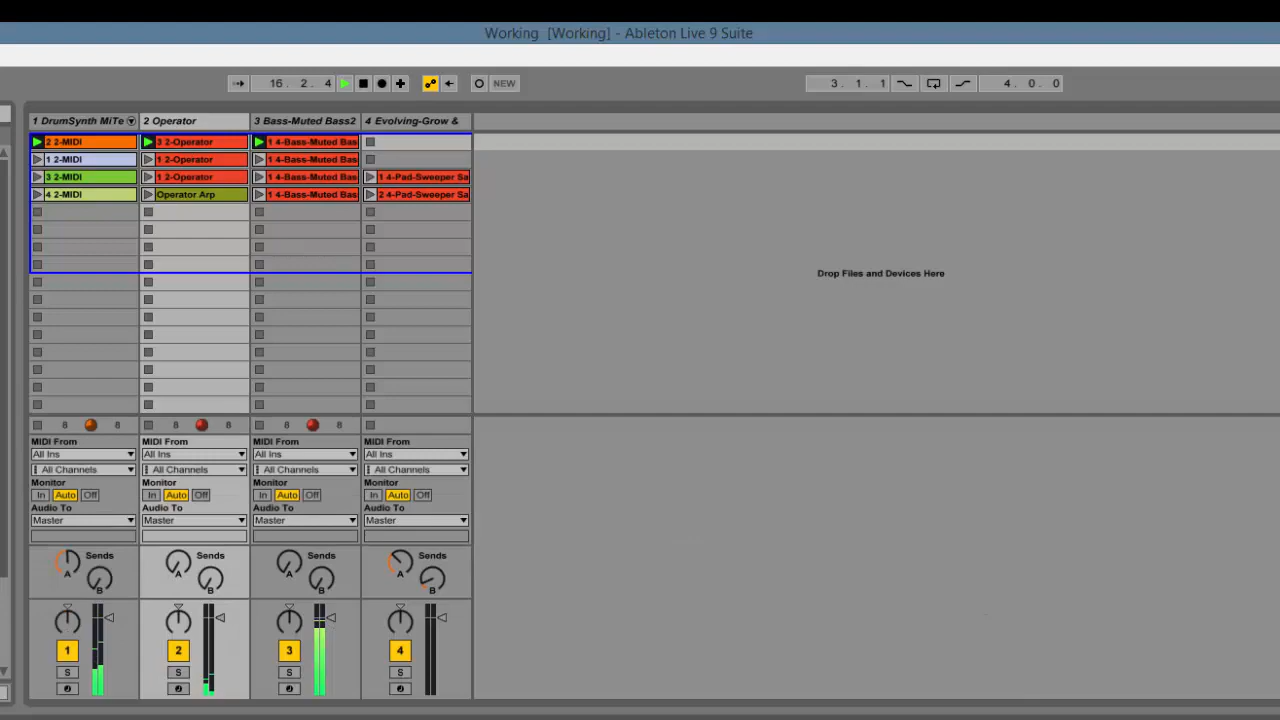 Working [Working] - Ableton Live 9 Suite
16. 2. 4 NEW 3. 1. 1 4. 0. 0
1 DrumSynth MiTe 2 Operator 3 Bass-Muted Bass2 4 Evolving-Grow &
2 2-MIDI 3 2-Operator 1 4-Bass-Muted Bas
1 2-MIDI 1 2-Operator 1 4-Bass-Muted Bas
3 2-MIDI 1 2-Operator 1 4-Bass-Muted Bas 1 4-Pad-Sweeper Sa
4 2-MIDI Operator Arp 1 4-Bass-Muted Bas 2 4-Pad-Sweeper Sa
Drop Files and Devices Here
8 8 8 8 8 8
MIDI From MIDI From MIDI From MIDI From
All Ins All Ins All Ins All Ins
All Channels All Channels All Channels All Channels
Monitor Monitor Monitor Monitor
In Auto Off In Auto Off In Auto Off In Auto Off
Audio To Audio To Audio To Audio To
Master Master Master Master
Sends Sends Sends Sends
A B A B A B A B
1 2 3 4
S S S S